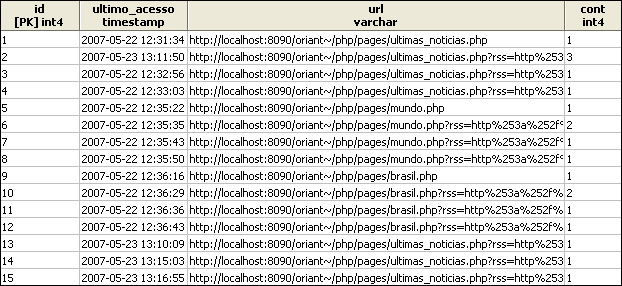 id ultimo_acesso url cont
[PK] int4 timestamp varchar int4
1 2007-05-22 12:31:34 http://localhost:8090/oriant~/php/pages/ultimas_noticias.php 1
2 2007-05-23 13:11:50 http://localhost:8090/oriant~/php/pages/ultimas_noticias.php?rss=http%253 3
3 2007-05-22 12:32:56 http://localhost:8090/oriant~/php/pages/ultimas_noticias.php?rss=http%253 1
4 2007-05-22 12:33:03 http://localhost:8090/oriant~/php/pages/ultimas_noticias.php?rss=http%253 1
5 2007-05-22 12:35:22 http://localhost:8090/oriant~/php/pages/mundo.php 1
6 2007-05-22 12:35:35 http://localhost:8090/oriant~/php/pages/mundo.php?rss=http%253a%252f% 2
7 2007-05-22 12:35:43 http://localhost:8090/oriant~/php/pages/mundo.php?rss=http%253a%252f% 1
8 2007-05-22 12:35:50 http://localhost:8090/oriant~/php/pages/mundo.php?rss=http%253a%252f% 1
9 2007-05-22 12:36:16 http://localhost:8090/oriant~/php/pages/brasil.php 1
10 2007-05-22 12:36:29 http://localhost:8090/oriant~/php/pages/brasil.php?rss=http%253a%252f% 2
11 2007-05-22 12:36:36 http://localhost:8090/oriant~/php/pages/brasil.php?rss=http%253a%252f% 1
12 2007-05-22 12:36:43 http://localhost:8090/oriant~/php/pages/brasil.php?rss=http%253a%252f% 1
13 2007-05-23 13:10:09 http://localhost:8090/oriant~/php/pages/ultimas_noticias.php?rss=http%253 1
14 2007-05-23 13:15:03 http://localhost:8090/oriant~/php/pages/ultimas_noticias.php?rss=http%253 1
15 2007-05-23 13:16:55 http://localhost:8090/oriant~/php/pages/ultimas_noticias.php?rss=http%253 1